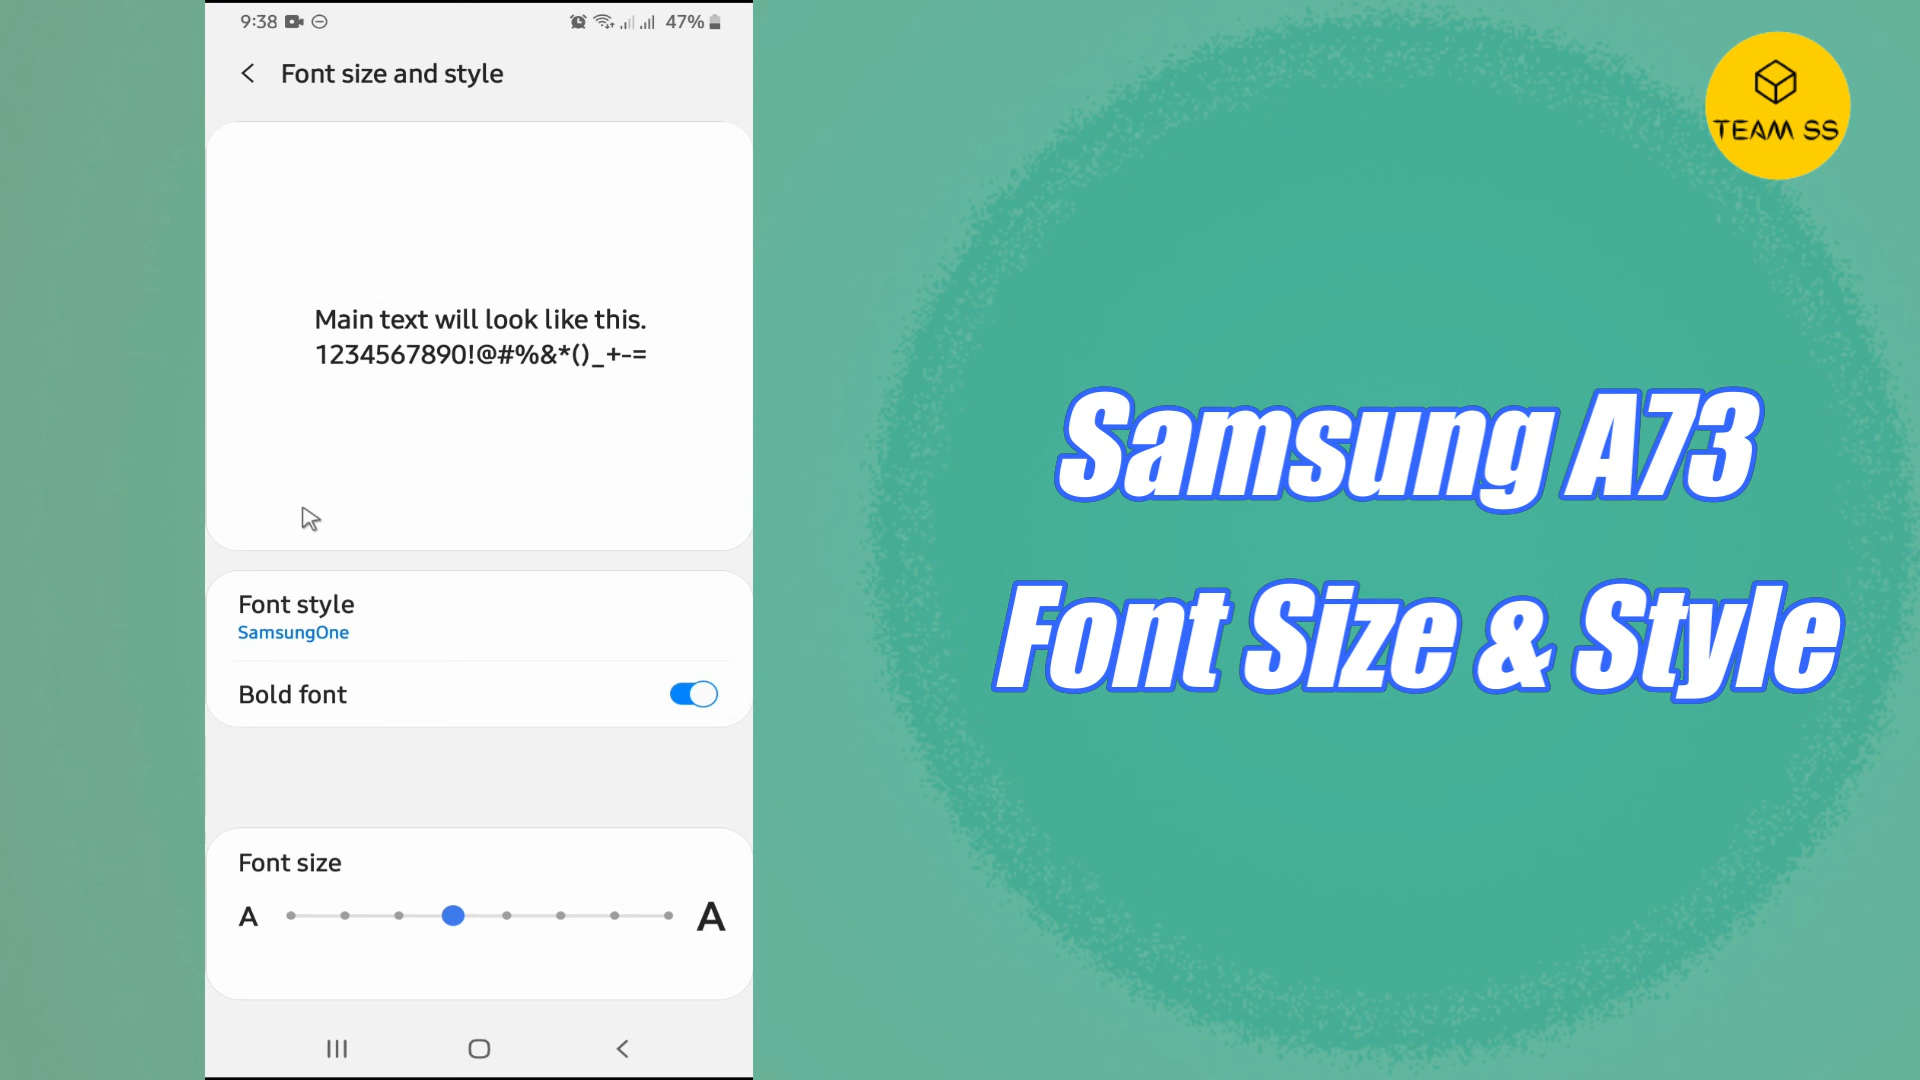 9:38
47%
Font size and style
Main text will look like this.
1234567890!@#%&*()_+-=
Font style
SamsungOne
Bold font
Font size
A A
TEAM SS
Samsung A73
Font Size & Style